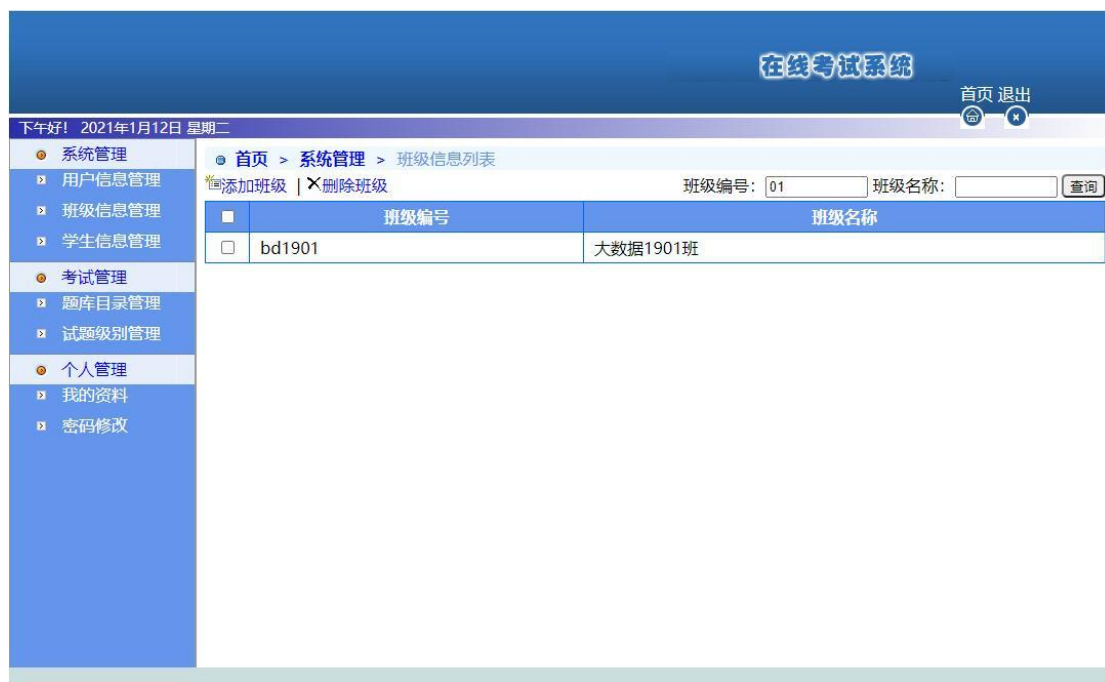 在线考试系统
首页 退出
下午好! 2021年1月12日 星期二
系统管理
用户信息管理
班级信息管理
学生信息管理
考试管理
题库目录管理
试题级别管理
个人管理
我的资料
密码修改
首页 > 系统管理 > 班级信息列表
添加班级 | 删除班级 班级编号: 01 班级名称: 查询
班级编号 班级名称
bd1901 大数据1901班